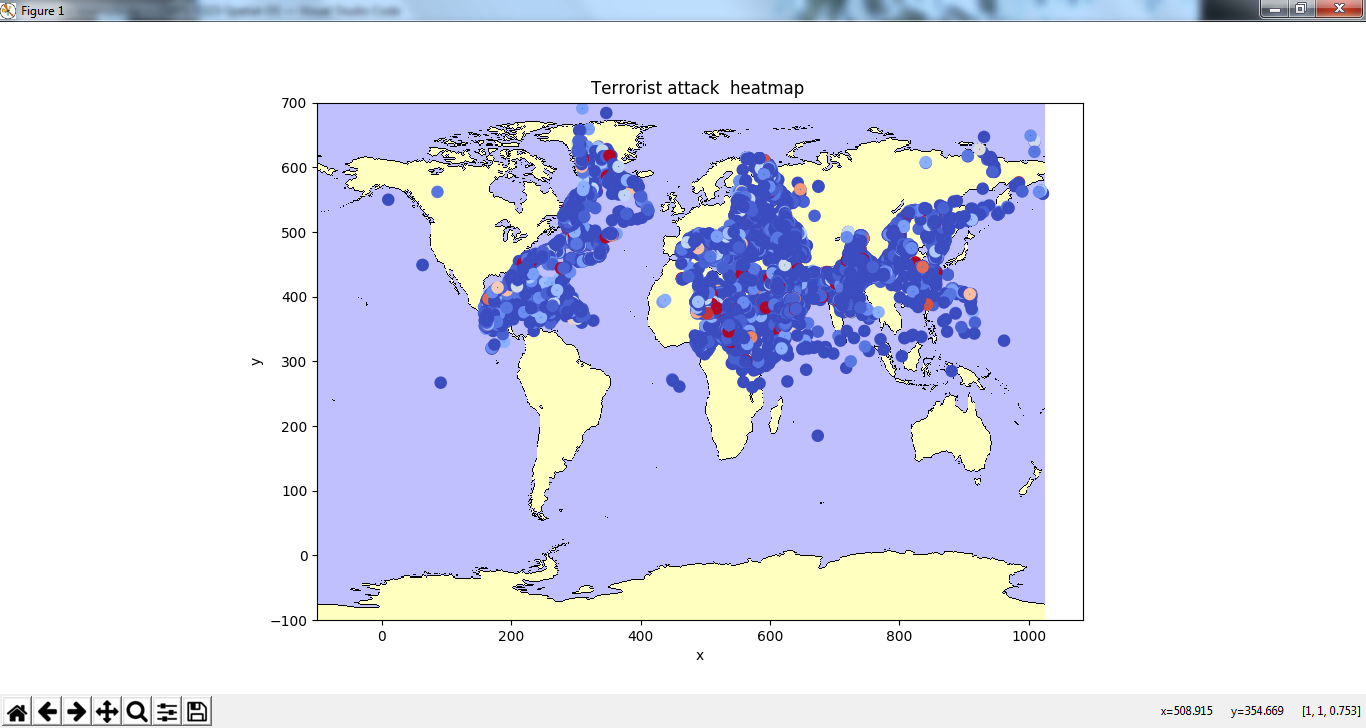 Figure 1
Terrorist attack  heatmap
700
600
500
400
300
200
100
0
−100
y
0 200 400 600 800 1000
x
x=508.915 y=354.669 [1, 1, 0.753]